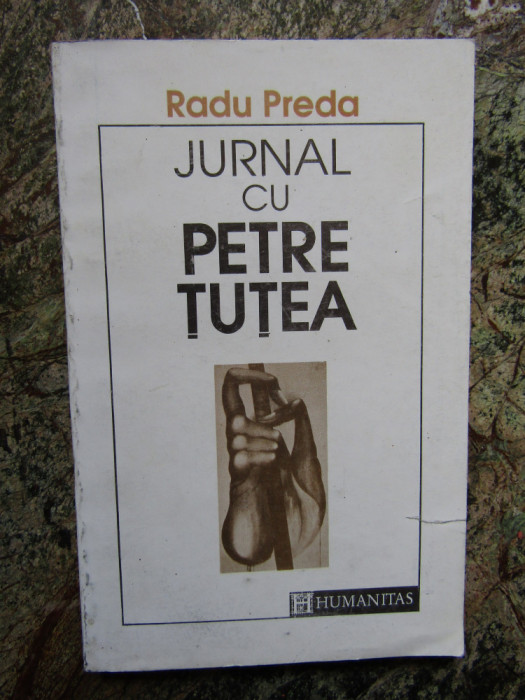 Radu Preda
JURNAL
CU
PETRE
ȚUȚEA
HUMANITAS